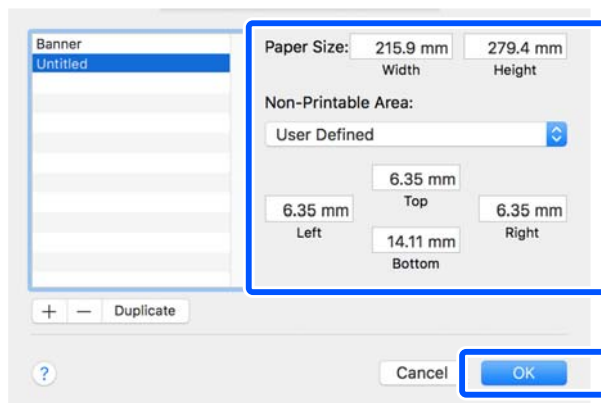 Banner
Untitled
Paper Size: 215.9 mm 279.4 mm
Width Height
Non-Printable Area:
User Defined
6.35 mm
Top
6.35 mm 6.35 mm
Left Right
14.11 mm
Bottom
+ — Duplicate
? Cancel OK